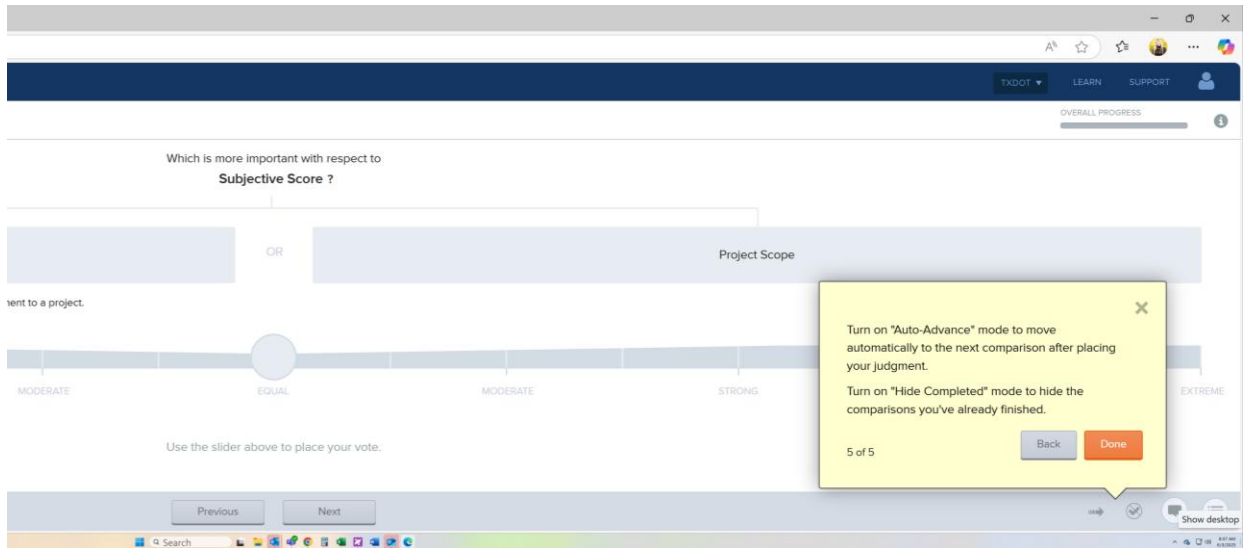 TXDOT ▼ LEARN SUPPORT
OVERALL PROGRESS
Which is more important with respect to
Subjective Score ?
OR
Project Scope
nent to a project.
MODERATE EQUAL MODERATE STRONG EXTREME
Use the slider above to place your vote.
Turn on "Auto-Advance" mode to move
automatically to the next comparison after placing
your judgment.
Turn on "Hide Completed" mode to hide the
comparisons you've already finished.
5 of 5 Back Done
Previous Next
Show desktop
Search